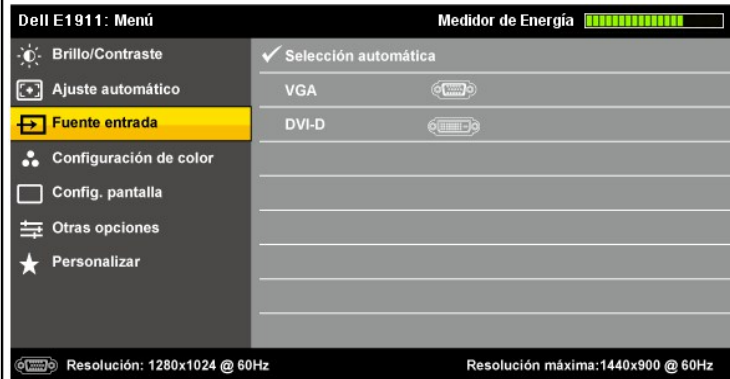 Dell E1911: Menú Medidor de Energía
Brillo/Contraste
Selección automática
Ajuste automático
VGA
Fuente entrada
DVI-D
Configuración de color
Config. pantalla
Otras opciones
Personalizar
Resolución: 1280x1024 @ 60Hz Resolución máxima:1440x900 @ 60Hz